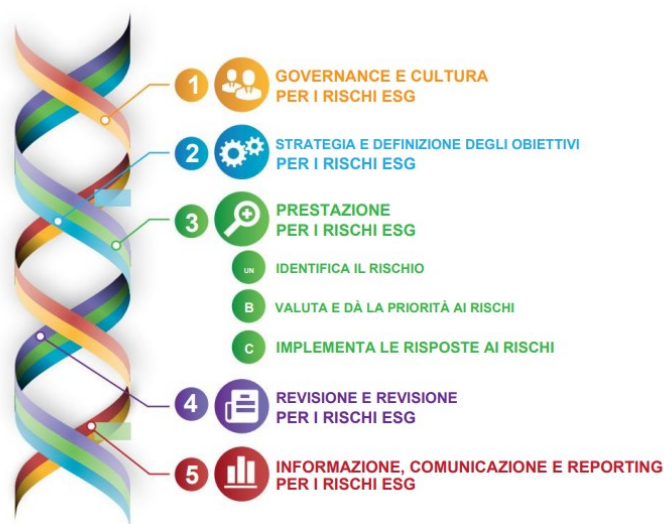 1
GOVERNANCE E CULTURA
PER I RISCHI ESG
2
STRATEGIA E DEFINIZIONE DEGLI OBIETTIVI
PER I RISCHI ESG
3
PRESTAZIONE
PER I RISCHI ESG
UN
IDENTIFICA IL RISCHIO
B
VALUTA E DÀ LA PRIORITÀ AI RISCHI
C
IMPLEMENTA LE RISPOSTE AI RISCHI
4
REVISIONE E REVISIONE
PER I RISCHI ESG
5
INFORMAZIONE, COMUNICAZIONE E REPORTING
PER I RISCHI ESG